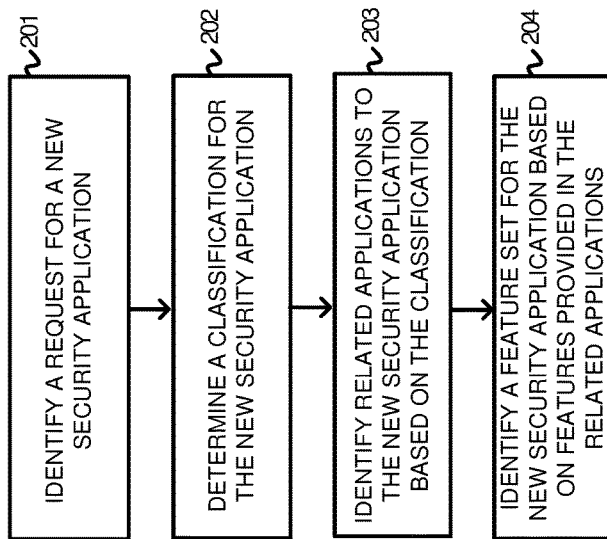 IDENTIFY A REQUEST FOR A NEW
SECURITY APPLICATION
201
DETERMINE A CLASSIFICATION FOR
THE NEW SECURITY APPLICATION
202
IDENTIFY RELATED APPLICATIONS TO
THE NEW SECURITY APPLICATION
BASED ON THE CLASSIFICATION
203
IDENTIFY A FEATURE SET FOR THE
NEW SECURITY APPLICATION BASED
ON FEATURES PROVIDED IN THE
RELATED APPLICATIONS
204